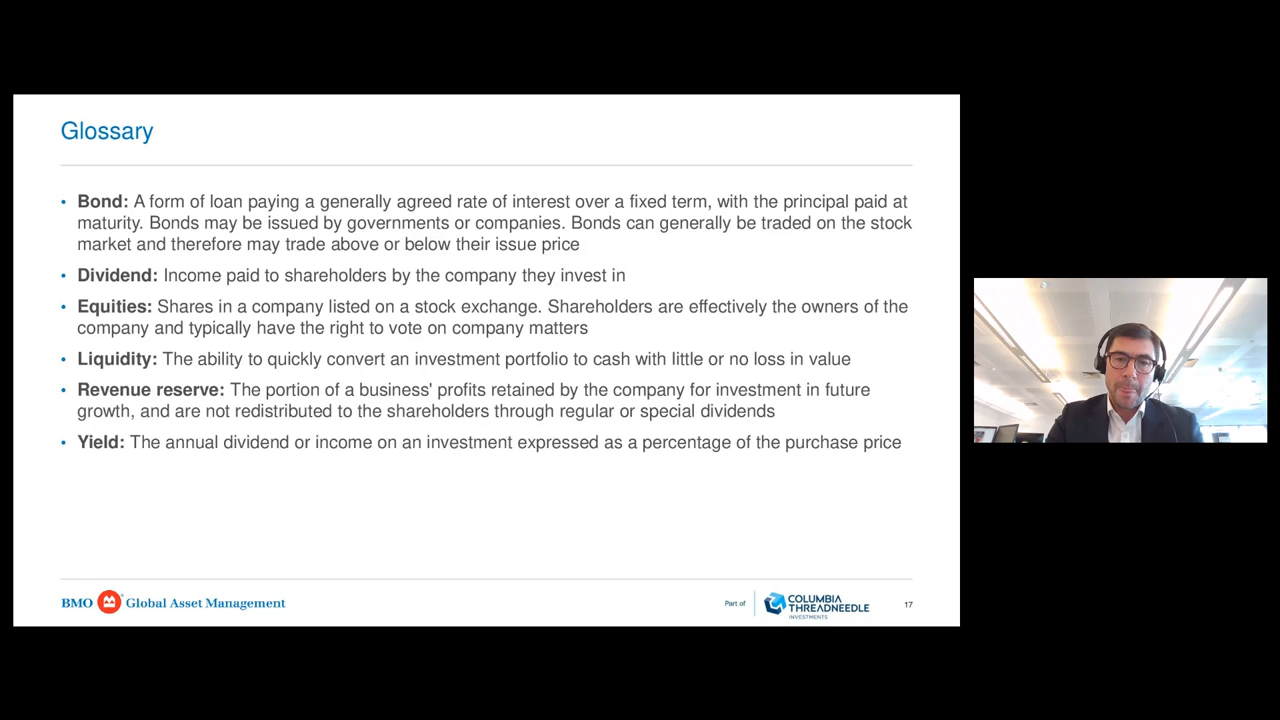 Glossary
• Bond: A form of loan paying a generally agreed rate of interest over a fixed term, with the principal paid at
maturity. Bonds may be issued by governments or companies. Bonds can generally be traded on the stock
market and therefore may trade above or below their issue price
• Dividend: Income paid to shareholders by the company they invest in
• Equities: Shares in a company listed on a stock exchange. Shareholders are effectively the owners of the
company and typically have the right to vote on company matters
• Liquidity: The ability to quickly convert an investment portfolio to cash with little or no loss in value
• Revenue reserve: The portion of a business' profits retained by the company for investment in future
growth, and are not redistributed to the shareholders through regular or special dividends
• Yield: The annual dividend or income on an investment expressed as a percentage of the purchase price
BMO Global Asset Management
Part of
COLUMBIA
THREADNEEDLE
INVESTMENTS
17